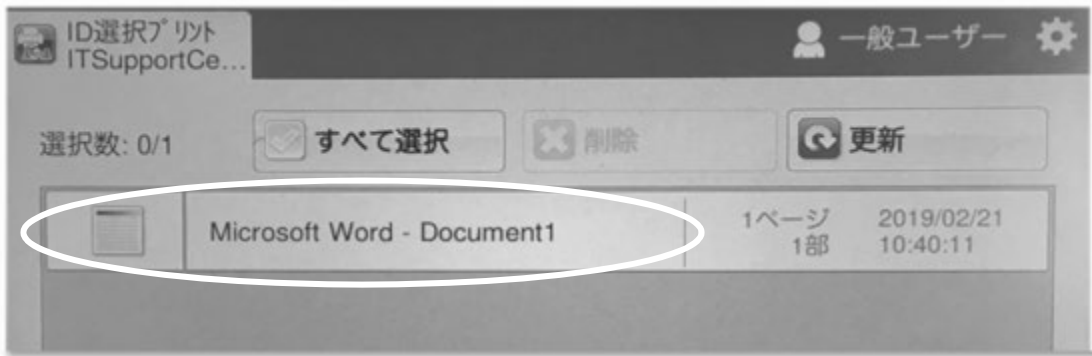 ID選択プリント
ITSupportCe...
一般ユーザー
選択数: 0/1
すべて選択
削除
更新
Microsoft Word - Document1
1ページ
1部
2019/02/21
10:40:11